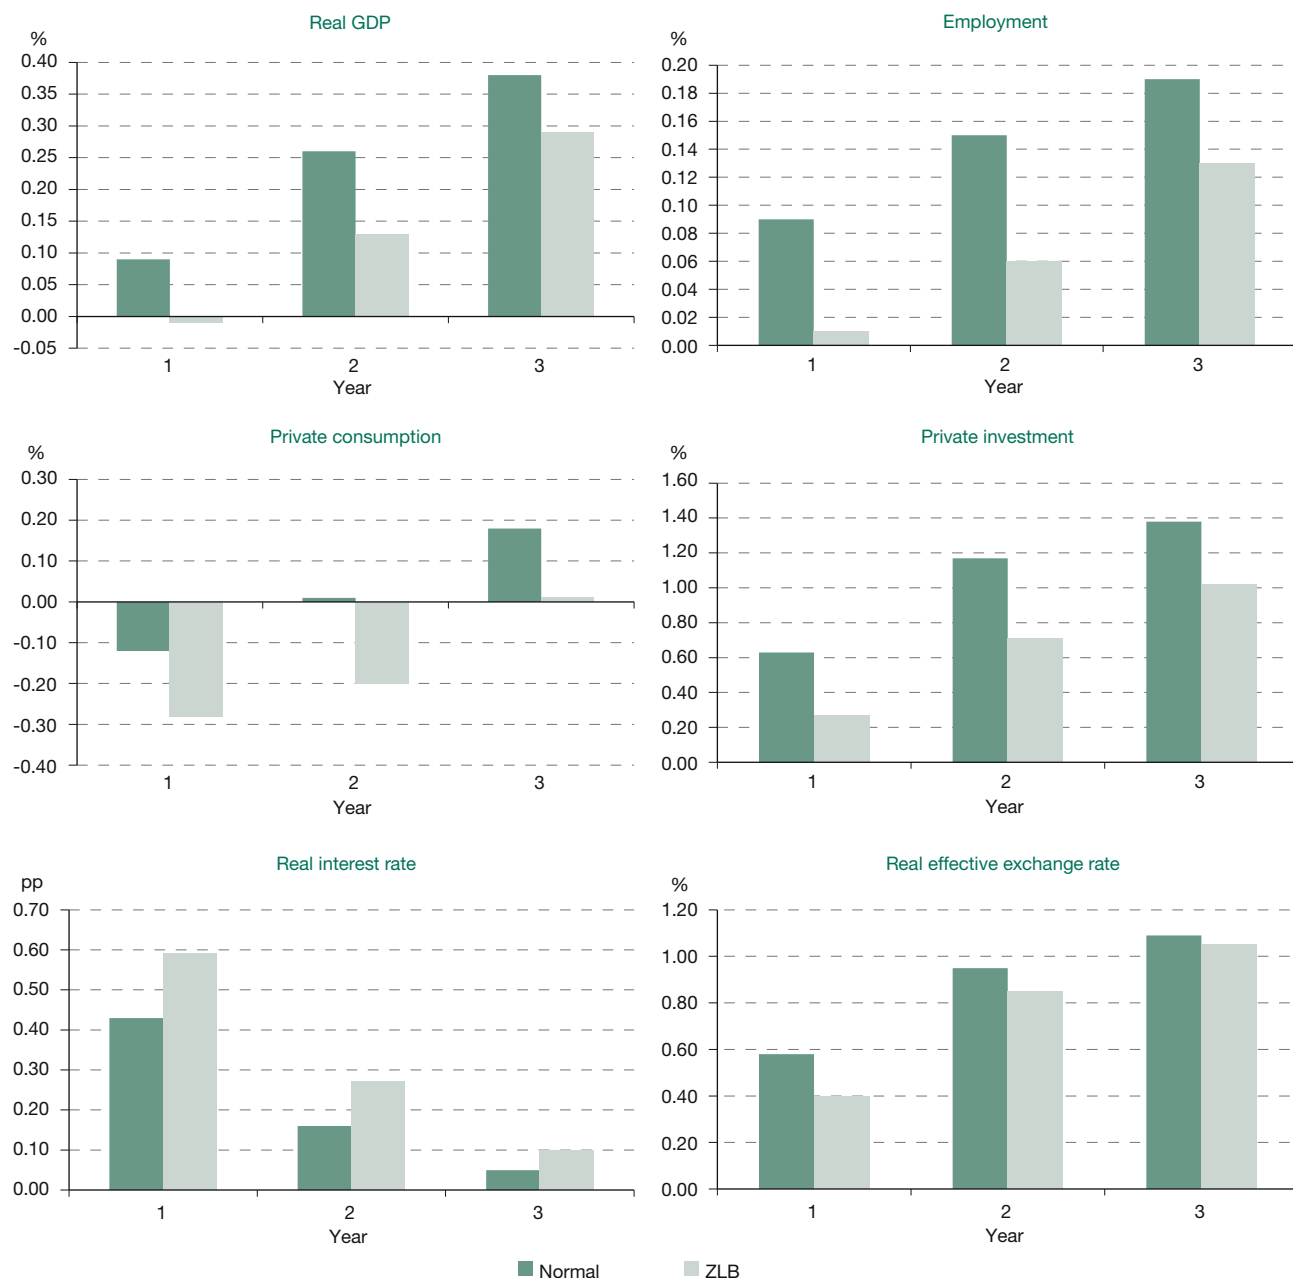 Real GDP
%
0.40
0.35
0.30
0.25
0.20
0.15
0.10
0.05
0.00
-0.05
1 2 3
Year
Employment
%
0.20
0.18
0.16
0.14
0.12
0.10
0.08
0.06
0.04
0.02
0.00
1 2 3
Year
Private consumption
%
0.30
0.20
0.10
0.00
-0.10
-0.20
-0.30
-0.40
1 2 3
Year
Private investment
%
1.60
1.40
1.20
1.00
0.80
0.60
0.40
0.20
0.00
1 2 3
Year
Real interest rate
pp
0.70
0.60
0.50
0.40
0.30
0.20
0.10
0.00
1 2 3
Year
Real effective exchange rate
%
1.20
1.00
0.80
0.60
0.40
0.20
0.00
1 2 3
Year
Normal ZLB